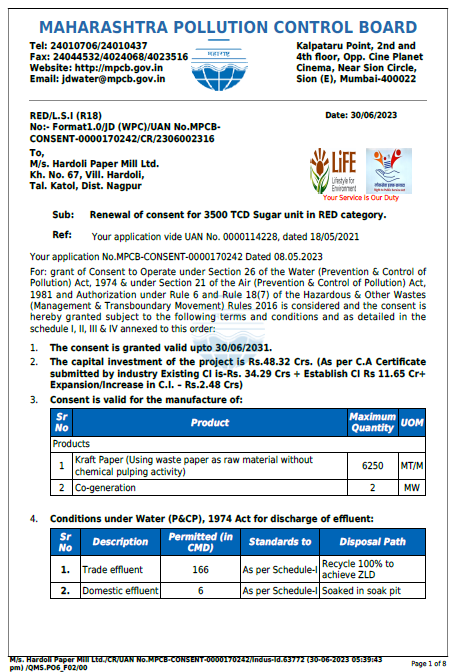 MAHARASHTRA POLLUTION CONTROL BOARD
Tel: 24010706/24010437
Fax: 24044532/4024068/4023516
Website: http://mpcb.gov.in
Email: jdwater@mpcb.gov.in
Kalpataru Point, 2nd and
4th floor, Opp. Cine Planet
Cinema, Near Sion Circle,
Sion (E), Mumbai-400022
RED/L.S.I (R18)
No:- Format1.0/JD (WPC)/UAN No.MPCB-
CONSENT-0000170242/CR/2306002316
Date: 30/06/2023
To,
M/s. Hardoli Paper Mill Ltd.
Kh. No. 67, Vill. Hardoli,
Tal. Katol, Dist. Nagpur
LiFE
Lifestyle for
Environment
Your Service is Our Duty
Sub: Renewal of consent for 3500 TCD Sugar unit in RED category.
Ref: Your application vide UAN No. 0000114228, dated 18/05/2021
Your application No.MPCB-CONSENT-0000170242 Dated 08.05.2023
For: grant of Consent to Operate under Section 26 of the Water (Prevention & Control of
Pollution) Act, 1974 & under Section 21 of the Air (Prevention & Control of Pollution) Act,
1981 and Authorization under Rule 6 and Rule 18(7) of the Hazardous & Other Wastes
(Management & Transboundary Movement) Rules 2016 is considered and the consent is
hereby granted subject to the following terms and conditions and as detailed in the
schedule I, II, III & IV annexed to this order:
1. The consent is granted valid upto 30/06/2031.
2. The capital investment of the project is Rs.48.32 Crs. (As per C.A Certificate
submitted by industry Existing CI is-Rs. 34.29 Crs + Establish CI Rs 11.65 Cr+
Expansion/Increase in C.I. – Rs.2.48 Crs)
3. Consent is valid for the manufacture of:
Sr No Product Maximum Quantity UOM
Products
1 Kraft Paper (Using waste paper as raw material without chemical pulping activity) 6250 MT/M
2 Co-generation 2 MW
4. Conditions under Water (P&CP), 1974 Act for discharge of effluent:
Sr No Description Permitted (in CMD) Standards to Disposal Path
1. Trade effluent 166 As per Schedule-I Recycle 100% to achieve ZLD
2. Domestic effluent 6 As per Schedule-I Soaked in soak pit
M/s. Hardoli Paper Mill Ltd./CR/UAN No.MPCB-CONSENT-0000170242/Indus-Id.63772 (30-06-2023 05:39:43
pm) /QMS.PO6_F02/00
Page 1 of 8